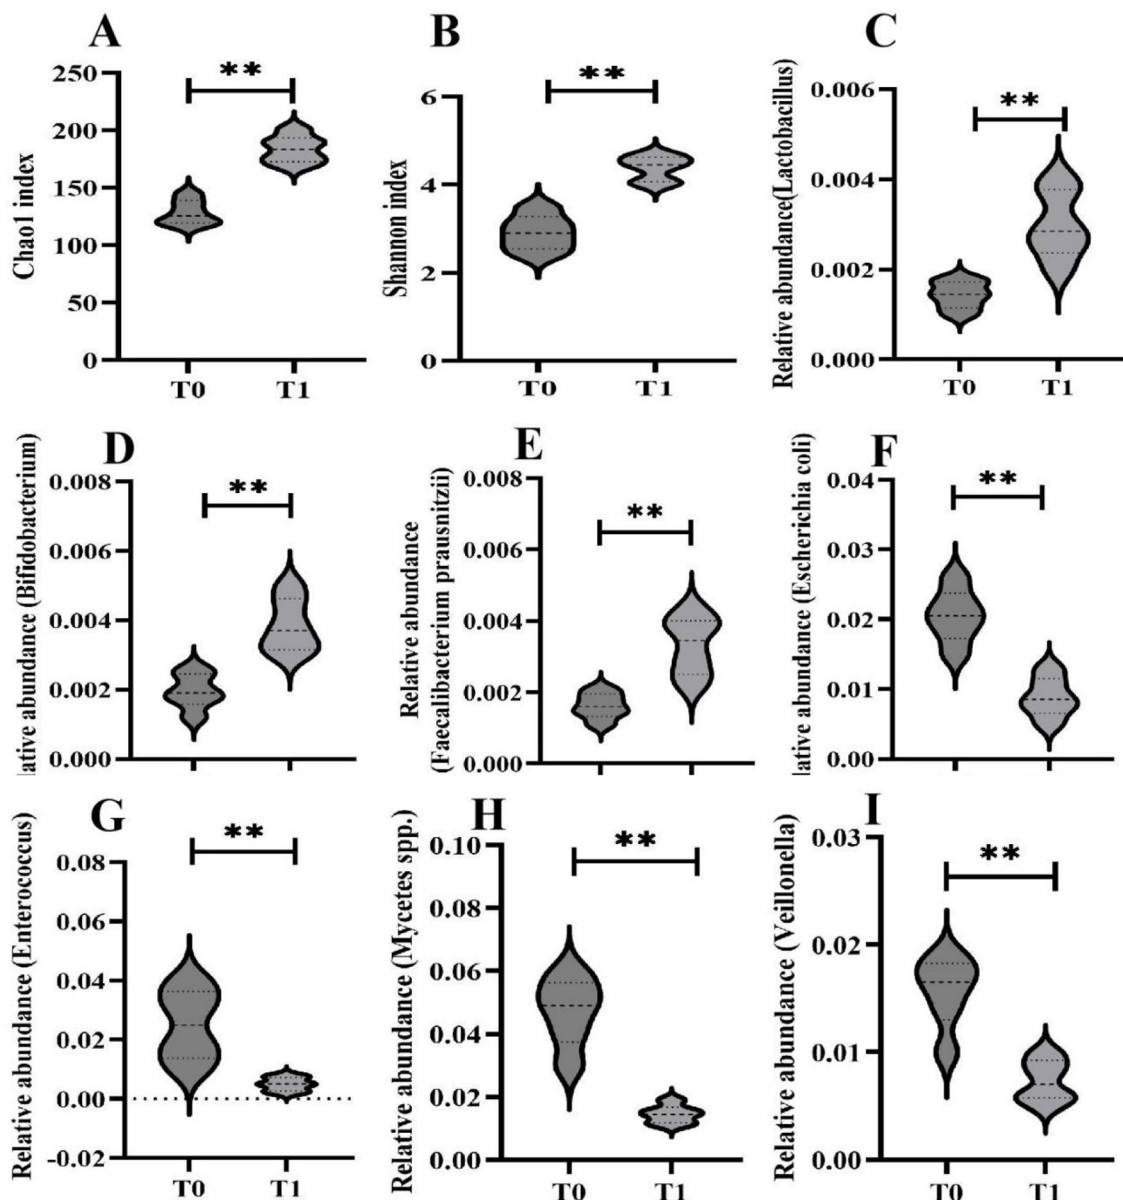 A
Chao1 index
250
200
150
100
50
0
**
T0 T1
B
Shannon index
6
4
2
0
**
T0 T1
C
Relative abundance(Lactobacillus)
0.006
0.004
0.002
0.000
**
T0 T1
D
lative abundance (Bifidobacterium)
0.008
0.006
0.004
0.002
0.000
**
E
Relative abundance
(Faecalibacterium prausnitzii)
0.008
0.006
0.004
0.002
0.000
**
F
lative abundance (Escherichia coli)
0.04
0.03
0.02
0.01
0.00
**
G
Relative abundance (Enterococcus)
0.08
0.06
0.04
0.02
0.00
-0.02
**
T0 T1
H
Relative abundance (Mycetes spp.)
0.10
0.08
0.06
0.04
0.02
0.00
**
T0 T1
I
Relative abundance (Veillonella)
0.03
0.02
0.01
0.00
**
T0 T1